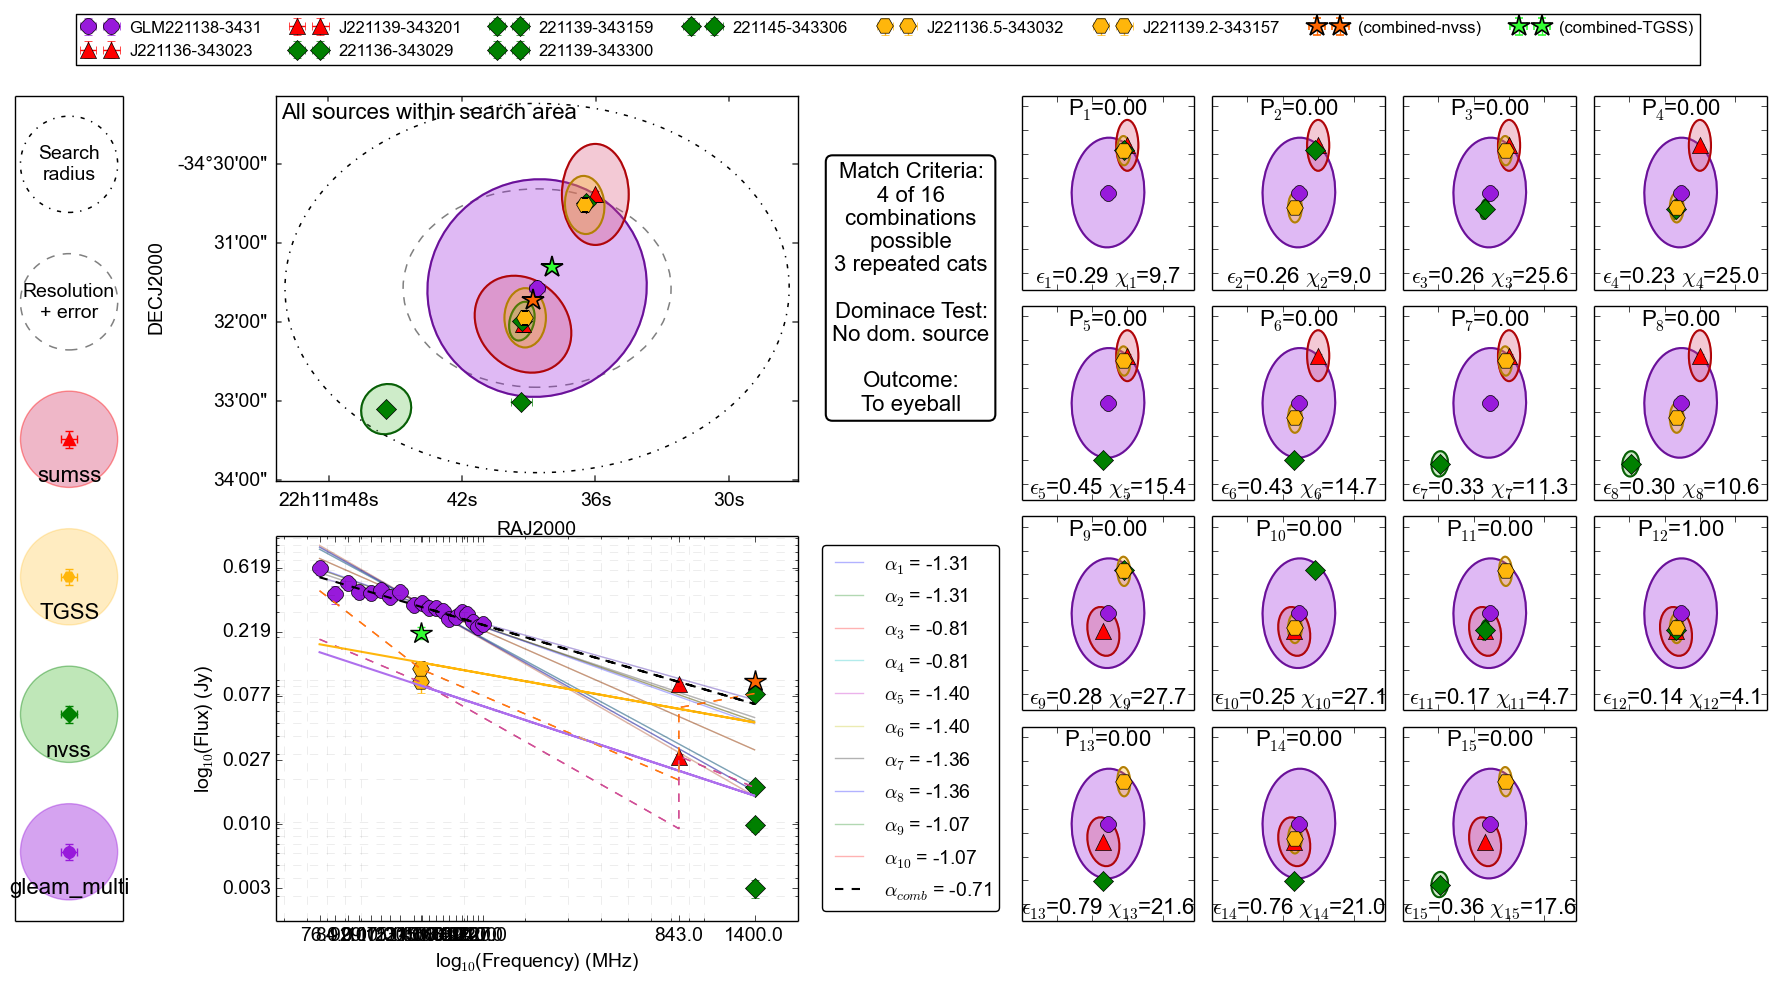 GLM221138-3431
J221139-343201
221139-343159
221145-343306
J221136.5-343032
J221139.2-343157
(combined-nvss)
(combined-TGSS)
J221136-343023
221136-343029
221139-343300
Search
radius
Resolution
+ error
sumss
TGSS
nvss
gleam_multi
All sources within search area
DECJ2000
-34°30'00"
31'00"
32'00"
33'00"
34'00"
22h11m48s
42s
36s
30s
RAJ2000
Match Criteria:
4 of 16
combinations
possible
3 repeated cats
Dominace Test:
No dom. source
Outcome:
To eyeball
log10(Flux) (Jy)
0.619
0.219
0.077
0.027
0.010
0.003
843.0
1400.0
log10(Frequency) (MHz)
α1 = -1.31
α2 = -1.31
α3 = -0.81
α4 = -0.81
α5 = -1.40
α6 = -1.40
α7 = -1.36
α8 = -1.36
α9 = -1.07
α10 = -1.07
αcomb = -0.71
P1=0.00
ϵ1=0.29 χ1=9.7
P2=0.00
ϵ2=0.26 χ2=9.0
P3=0.00
ϵ3=0.26 χ3=25.6
P4=0.00
ϵ4=0.23 χ4=25.0
P5=0.00
ϵ5=0.45 χ5=15.4
P6=0.00
ϵ6=0.43 χ6=14.7
P7=0.00
ϵ7=0.33 χ7=11.3
P8=0.00
ϵ8=0.30 χ8=10.6
P9=0.00
ϵ9=0.28 χ9=27.7
P10=0.00
ϵ10=0.25 χ10=27.1
P11=0.00
ϵ11=0.17 χ11=4.7
P12=1.00
ϵ12=0.14 χ12=4.1
P13=0.00
ϵ13=0.79 χ13=21.6
P14=0.00
ϵ14=0.76 χ14=21.0
P15=0.00
ϵ15=0.36 χ15=17.6